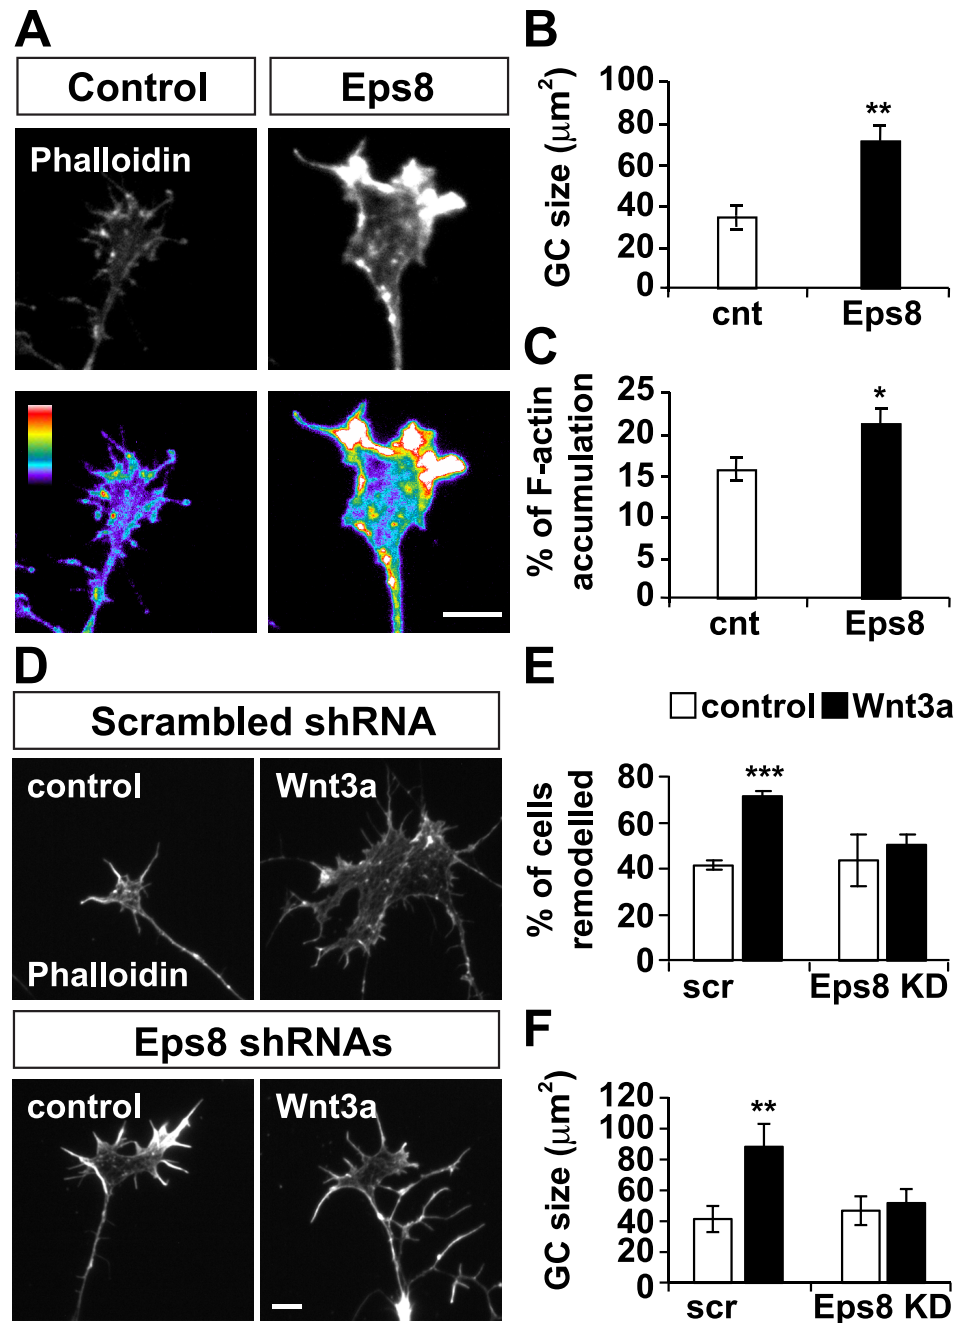 A
Control
Eps8
Phalloidin
B
GC size (μm²)
100
80
60
40
20
0
**
cnt
Eps8
C
% of F-actin
accumulation
25
20
15
10
5
0
*
cnt
Eps8
D
Scrambled shRNA
control
Wnt3a
Phalloidin
Eps8 shRNAs
control
Wnt3a
E
control
Wnt3a
% of cells
remodelled
80
60
40
20
0
***
scr
Eps8 KD
F
GC size (μm²)
120
100
80
60
40
20
0
**
scr
Eps8 KD